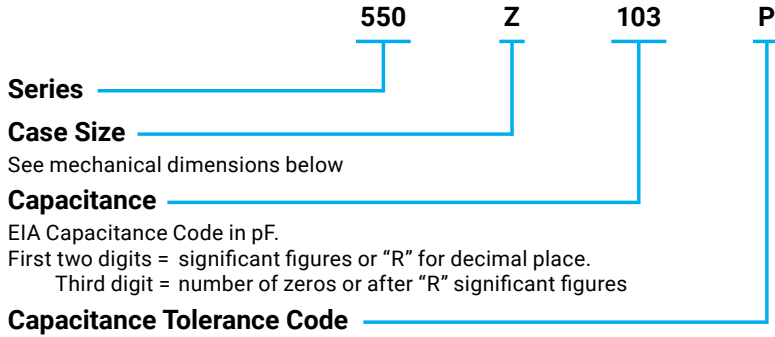 550 Z 103 P
Series
Case Size
See mechanical dimensions below
Capacitance
EIA Capacitance Code in pF.
First two digits = significant figures or “R” for decimal place.
Third digit = number of zeros or after “R” significant figures
Capacitance Tolerance Code